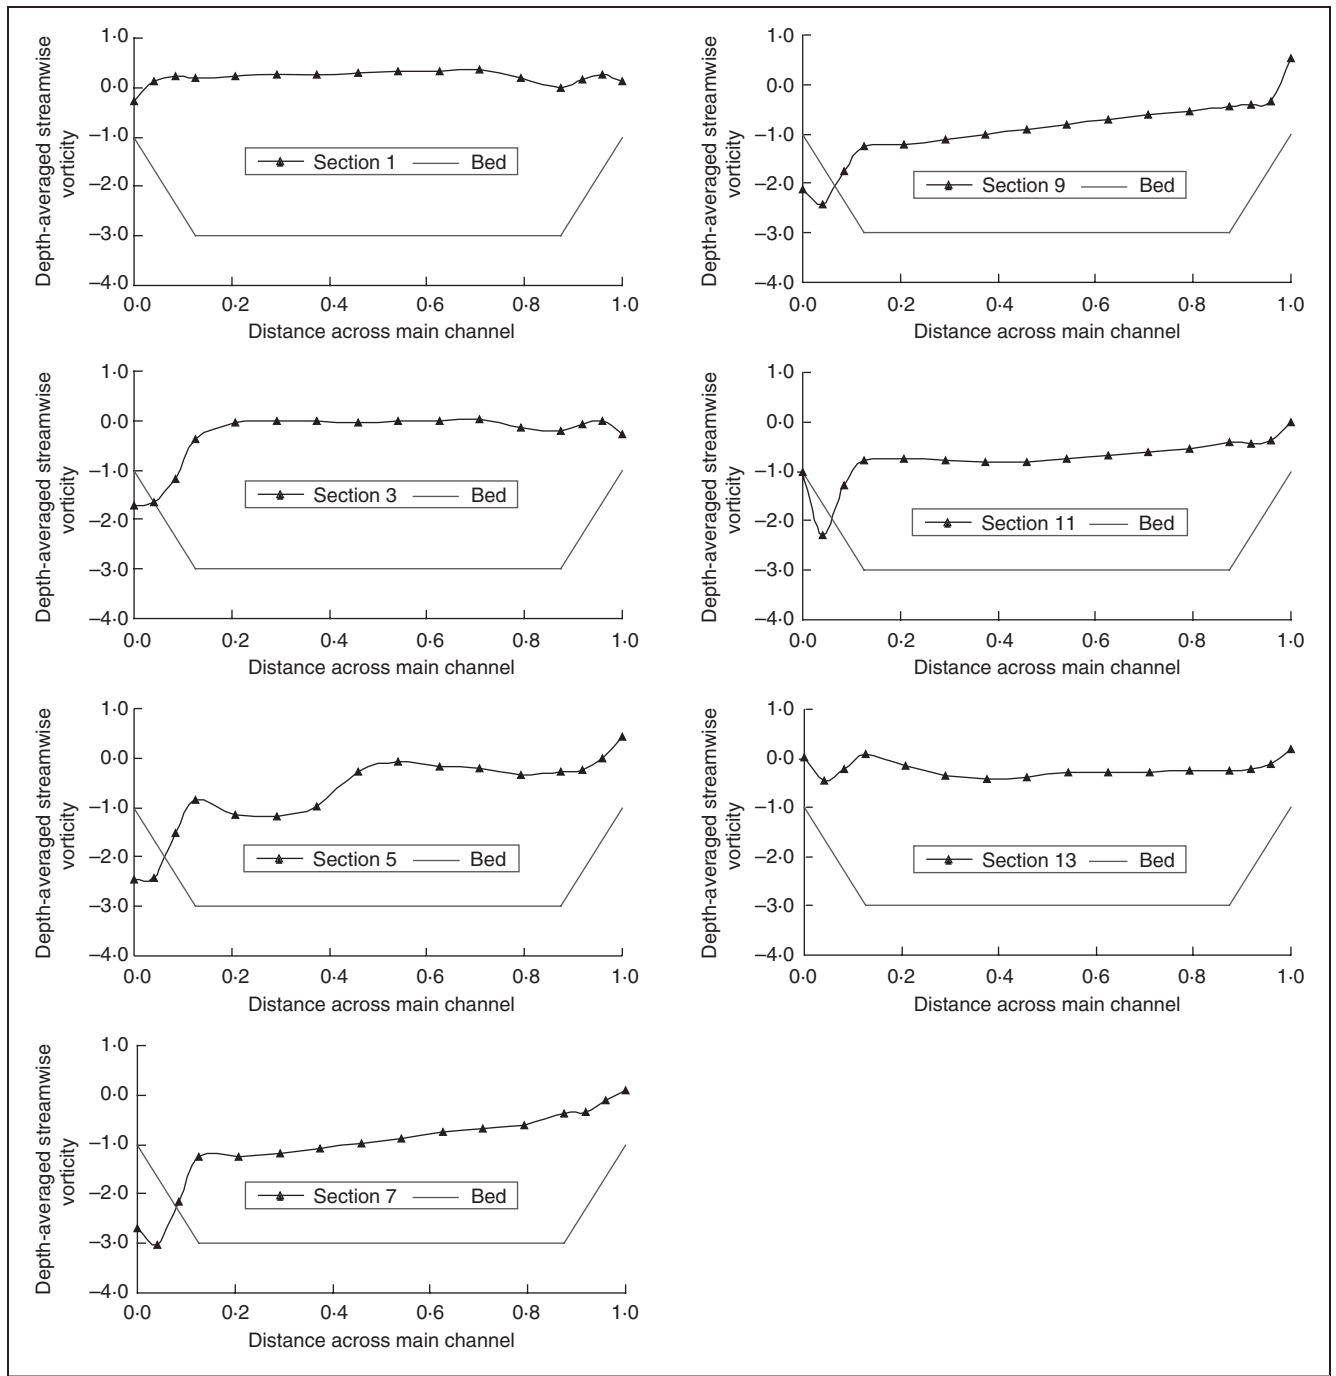 1·0
0·0
–1·0
–2·0
–3·0
–4·0
Depth-averaged streamwise
vorticity
Section 1 Bed
0·0 0·2 0·4 0·6 0·8 1·0
Distance across main channel
1·0
0·0
–1·0
–2·0
–3·0
–4·0
Depth-averaged streamwise
vorticity
Section 3 Bed
0·0 0·2 0·4 0·6 0·8 1·0
Distance across main channel
1·0
0·0
–1·0
–2·0
–3·0
–4·0
Depth-averaged streamwise
vorticity
Section 5 Bed
0·0 0·2 0·4 0·6 0·8 1·0
Distance across main channel
1·0
0·0
–1·0
–2·0
–3·0
–4·0
Depth-averaged streamwise
vorticity
Section 7 Bed
0·0 0·2 0·4 0·6 0·8 1·0
Distance across main channel
1·0
0·0
–1·0
–2·0
–3·0
–4·0
Depth-averaged streamwise
vorticity
Section 9 Bed
0·0 0·2 0·4 0·6 0·8 1·0
Distance across main channel
1·0
0·0
–1·0
–2·0
–3·0
–4·0
Depth-averaged streamwise
vorticity
Section 11 Bed
0·0 0·2 0·4 0·6 0·8 1·0
Distance across main channel
1·0
0·0
–1·0
–2·0
–3·0
–4·0
Depth-averaged streamwise
vorticity
Section 13 Bed
0·0 0·2 0·4 0·6 0·8 1·0
Distance across main channel